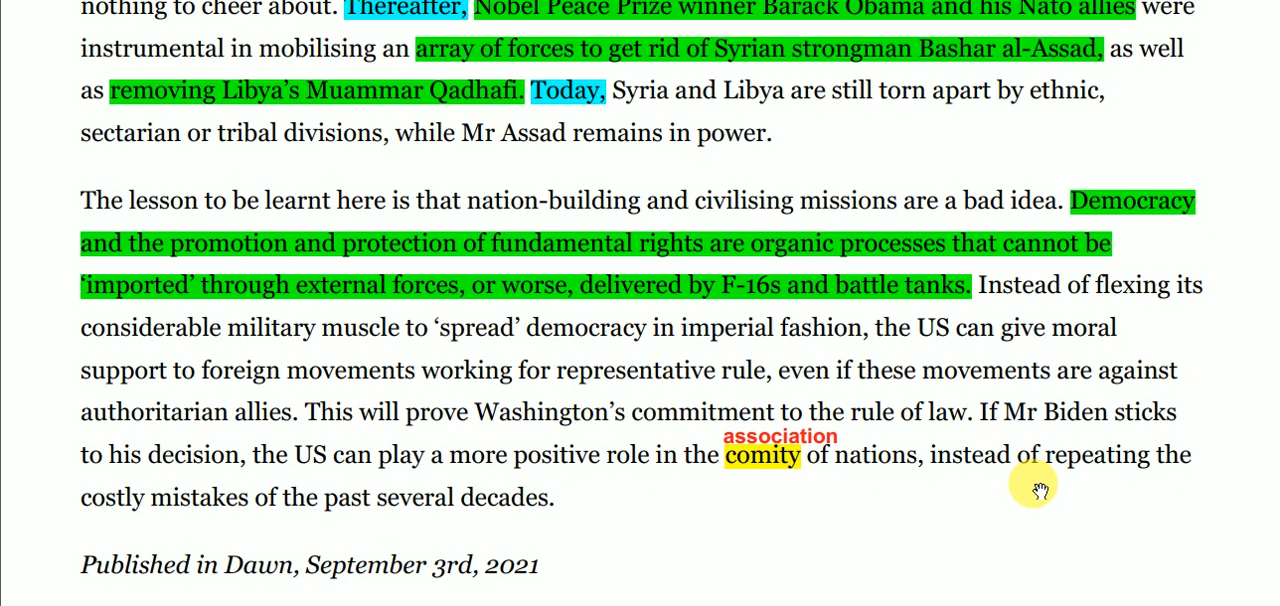 nothing to cheer about. Thereafter, Nobel Peace Prize winner Barack Obama and his Nato allies were
instrumental in mobilising an array of forces to get rid of Syrian strongman Bashar al-Assad, as well
as removing Libya’s Muammar Qadhafi. Today, Syria and Libya are still torn apart by ethnic,
sectarian or tribal divisions, while Mr Assad remains in power.
The lesson to be learnt here is that nation-building and civilising missions are a bad idea. Democracy
and the promotion and protection of fundamental rights are organic processes that cannot be
‘imported’ through external forces, or worse, delivered by F-16s and battle tanks. Instead of flexing its
considerable military muscle to ‘spread’ democracy in imperial fashion, the US can give moral
support to foreign movements working for representative rule, even if these movements are against
authoritarian allies. This will prove Washington’s commitment to the rule of law. If Mr Biden sticks
association
to his decision, the US can play a more positive role in the comity of nations, instead of repeating the
costly mistakes of the past several decades.
Published in Dawn, September 3rd, 2021